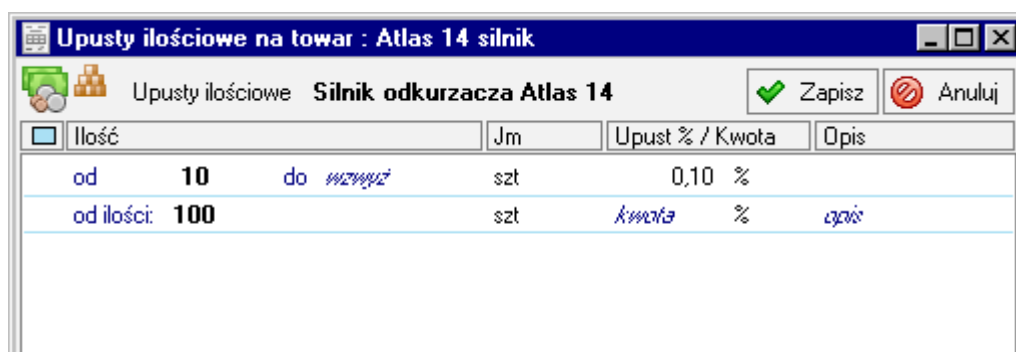 Upusty ilościowe na towar : Atlas 14 silnik
Upusty ilościowe Silnik odkurzacza Atlas 14 Zapisz Anuluj
Ilość Jm Upust % / Kwota Opis
od 10 do wzwyż szt 0,10 %
od ilości: 100 szt kwota % opis